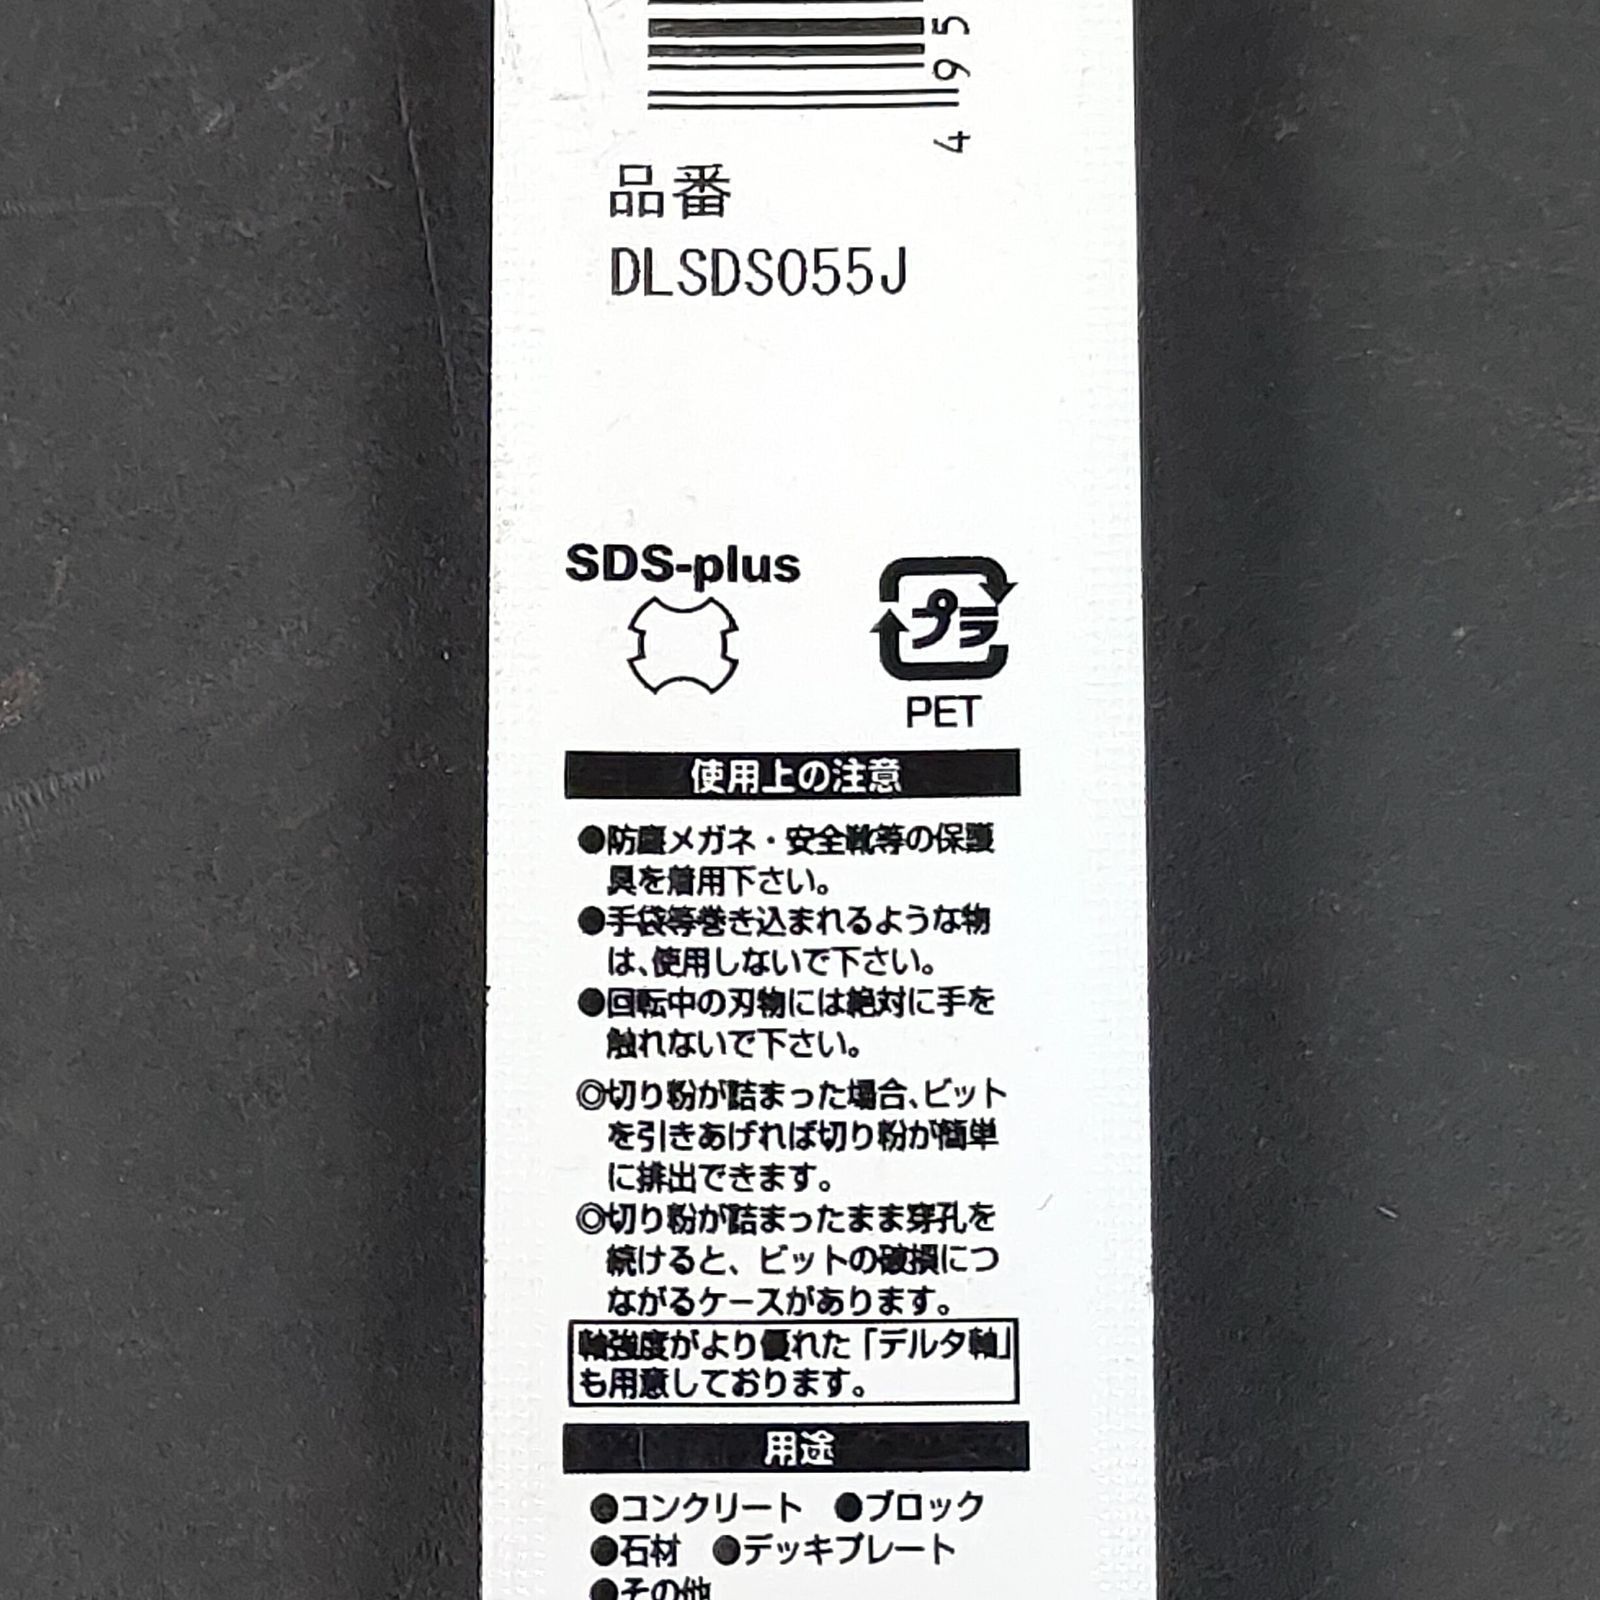 495
品番
DLSDS055J
SDS-plus
プラ
PET
使用上の注意
●防塵メガネ・安全靴等の保護
具を着用下さい。
●手袋等巻き込まれるような物
は、使用しないで下さい。
●回転中の刃物には絶対に手を
触れないで下さい。
◎切り粉が詰まった場合、ビット
を引きあげれば切り粉が簡単
に排出できます。
◎切り粉が詰まったまま穿孔を
続けると、ビットの破損につ
ながるケースがあります。
軸強度がより優れた「デルタ軸」
も用意しております。
用途
●コンクリート ●ブロック
●石材 ●デッキプレート
●その他